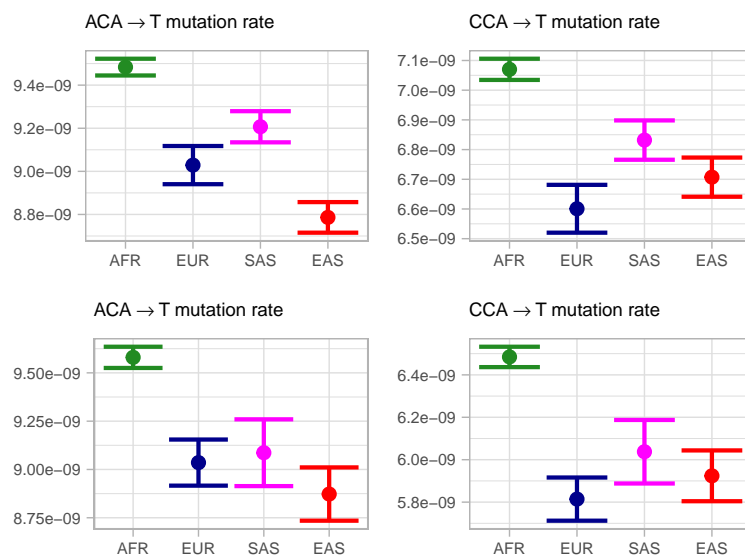 ACA → T mutation rate
9.4e−09
9.2e−09
9.0e−09
8.8e−09
AFR EUR SAS EAS
CCA → T mutation rate
7.1e−09
7.0e−09
6.9e−09
6.8e−09
6.7e−09
6.6e−09
6.5e−09
AFR EUR SAS EAS
ACA → T mutation rate
9.50e−09
9.25e−09
9.00e−09
8.75e−09
AFR EUR SAS EAS
CCA → T mutation rate
6.4e−09
6.2e−09
6.0e−09
5.8e−09
AFR EUR SAS EAS